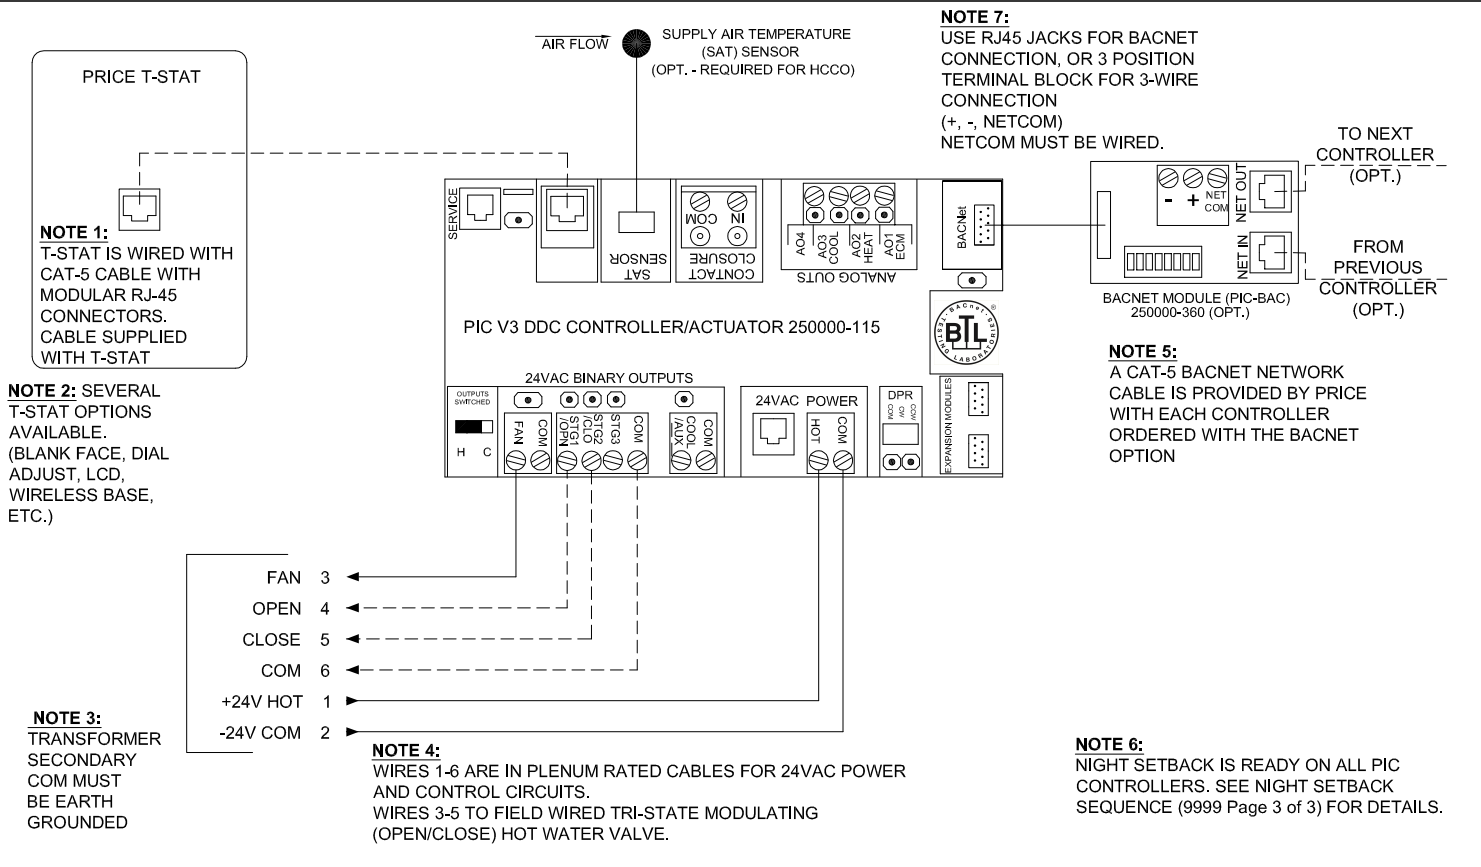 NOTE 7:
USE RJ45 JACKS FOR BACNET
CONNECTION, OR 3 POSITION
TERMINAL BLOCK FOR 3-WIRE
CONNECTION
(+, -, NETCOM)
NETCOM MUST BE WIRED.
AIR FLOW
SUPPLY AIR TEMPERATURE
(SAT) SENSOR
(OPT. - REQUIRED FOR HCCO)
PRICE T-STAT
NOTE 1:
T-STAT IS WIRED WITH
CAT-5 CABLE WITH
MODULAR RJ-45
CONNECTORS.
CABLE SUPPLIED
WITH T-STAT
NOTE 2: SEVERAL
T-STAT OPTIONS
AVAILABLE.
(BLANK FACE, DIAL
ADJUST, LCD,
WIRELESS BASE,
ETC.)
SERVICE
SAT
SENSOR
COM
IN
CONTACT
CLOSURE
AO4
AO3
COOL
AO2
HEAT
AO1
ECM
ANALOG OUTS
BACNet
PIC V3 DDC CONTROLLER/ACTUATOR 250000-115
BACnet · TESTING LABORATORIES
BTL
®
24VAC BINARY OUTPUTS
OUTPUTS
SWITCHED
H C
FAN
COM
STG1
/OPN
STG2
/CLO
STG3
COM
COOL
/AUX
COM
24VAC POWER
HOT
COM
DPR
COM
CW
CCW
EXPANSION MODULES
- +
NET
COM
NET OUT
NET IN
BACNET MODULE (PIC-BAC)
250000-360 (OPT.)
TO NEXT
CONTROLLER
(OPT.)
FROM
PREVIOUS
CONTROLLER
(OPT.)
NOTE 5:
A CAT-5 BACNET NETWORK
CABLE IS PROVIDED BY PRICE
WITH EACH CONTROLLER
ORDERED WITH THE BACNET
OPTION
FAN 3
OPEN 4
CLOSE 5
COM 6
+24V HOT 1
-24V COM 2
NOTE 3:
TRANSFORMER
SECONDARY
COM MUST
BE EARTH
GROUNDED
NOTE 4:
WIRES 1-6 ARE IN PLENUM RATED CABLES FOR 24VAC POWER
AND CONTROL CIRCUITS.
WIRES 3-5 TO FIELD WIRED TRI-STATE MODULATING
(OPEN/CLOSE) HOT WATER VALVE.
NOTE 6:
NIGHT SETBACK IS READY ON ALL PIC
CONTROLLERS. SEE NIGHT SETBACK
SEQUENCE (9999 Page 3 of 3) FOR DETAILS.